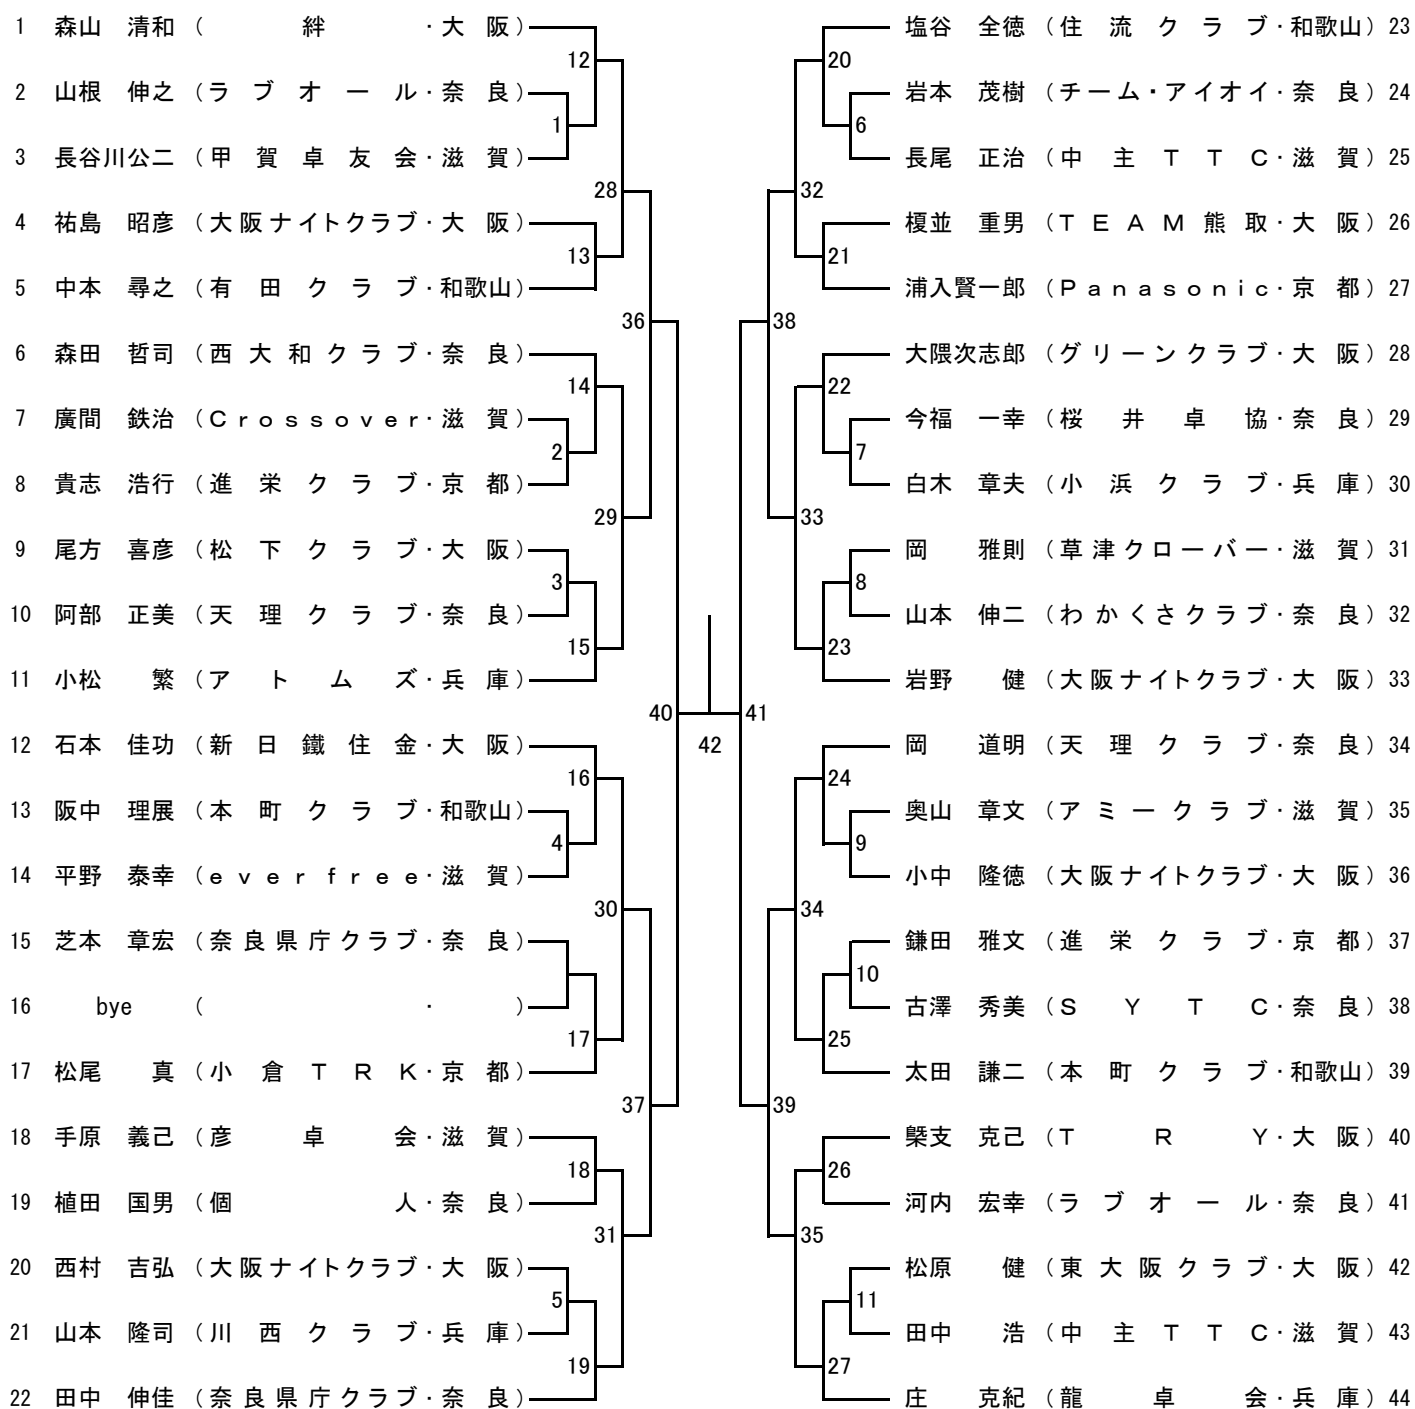 1 森山 清和 (絆・大阪)
12
2 山根 伸之 (ラブオール・奈良)
1
3 長谷川公二 (甲賀卓友会・滋賀)
28
4 祐島 昭彦 (大阪ナイトクラブ・大阪)
13
5 中本 尋之 (有田クラブ・和歌山)
36
6 森田 哲司 (西大和クラブ・奈良)
14
7 廣間 鉄治 (Crossover・滋賀)
2
8 貴志 浩行 (進栄クラブ・京都)
29
9 尾方 喜彦 (松下クラブ・大阪)
3
10 阿部 正美 (天理クラブ・奈良)
15
11 小松 繁 (アトムズ・兵庫)
40
12 石本 佳功 (新日鐵住金・大阪)
16
13 阪中 理展 (本町クラブ・和歌山)
4
14 平野 泰幸 (everfree・滋賀)
30
15 芝本 章宏 (奈良県庁クラブ・奈良)
16 bye ( ・ )
17
17 松尾 真 (小倉TRK・京都)
37
18 手原 義己 (彦卓会・滋賀)
18
19 植田 国男 (個人・奈良)
31
20 西村 吉弘 (大阪ナイトクラブ・大阪)
5
21 山本 隆司 (川西クラブ・兵庫)
19
22 田中 伸佳 (奈良県庁クラブ・奈良)
42
塩谷 全徳 (住流クラブ・和歌山) 23
20
岩本 茂樹 (チーム・アイオイ・奈良) 24
6
長尾 正治 (中主TTC・滋賀) 25
32
榎並 重男 (TEAM熊取・大阪) 26
21
浦入賢一郎 (Panasonic・京都) 27
38
大隈次志郎 (グリーンクラブ・大阪) 28
22
今福 一幸 (桜井卓協・奈良) 29
7
白木 章夫 (小浜クラブ・兵庫) 30
33
岡 雅則 (草津クローバー・滋賀) 31
8
山本 伸二 (わかくさクラブ・奈良) 32
23
岩野 健 (大阪ナイトクラブ・大阪) 33
41
岡 道明 (天理クラブ・奈良) 34
24
奥山 章文 (アミークラブ・滋賀) 35
9
小中 隆徳 (大阪ナイトクラブ・大阪) 36
34
鎌田 雅文 (進栄クラブ・京都) 37
10
古澤 秀美 (SYTC・奈良) 38
25
太田 謙二 (本町クラブ・和歌山) 39
39
槩支 克己 (TRY・大阪) 40
26
河内 宏幸 (ラブオール・奈良) 41
35
松原 健 (東大阪クラブ・大阪) 42
11
田中 浩 (中主TTC・滋賀) 43
27
庄 克紀 (龍卓会・兵庫) 44